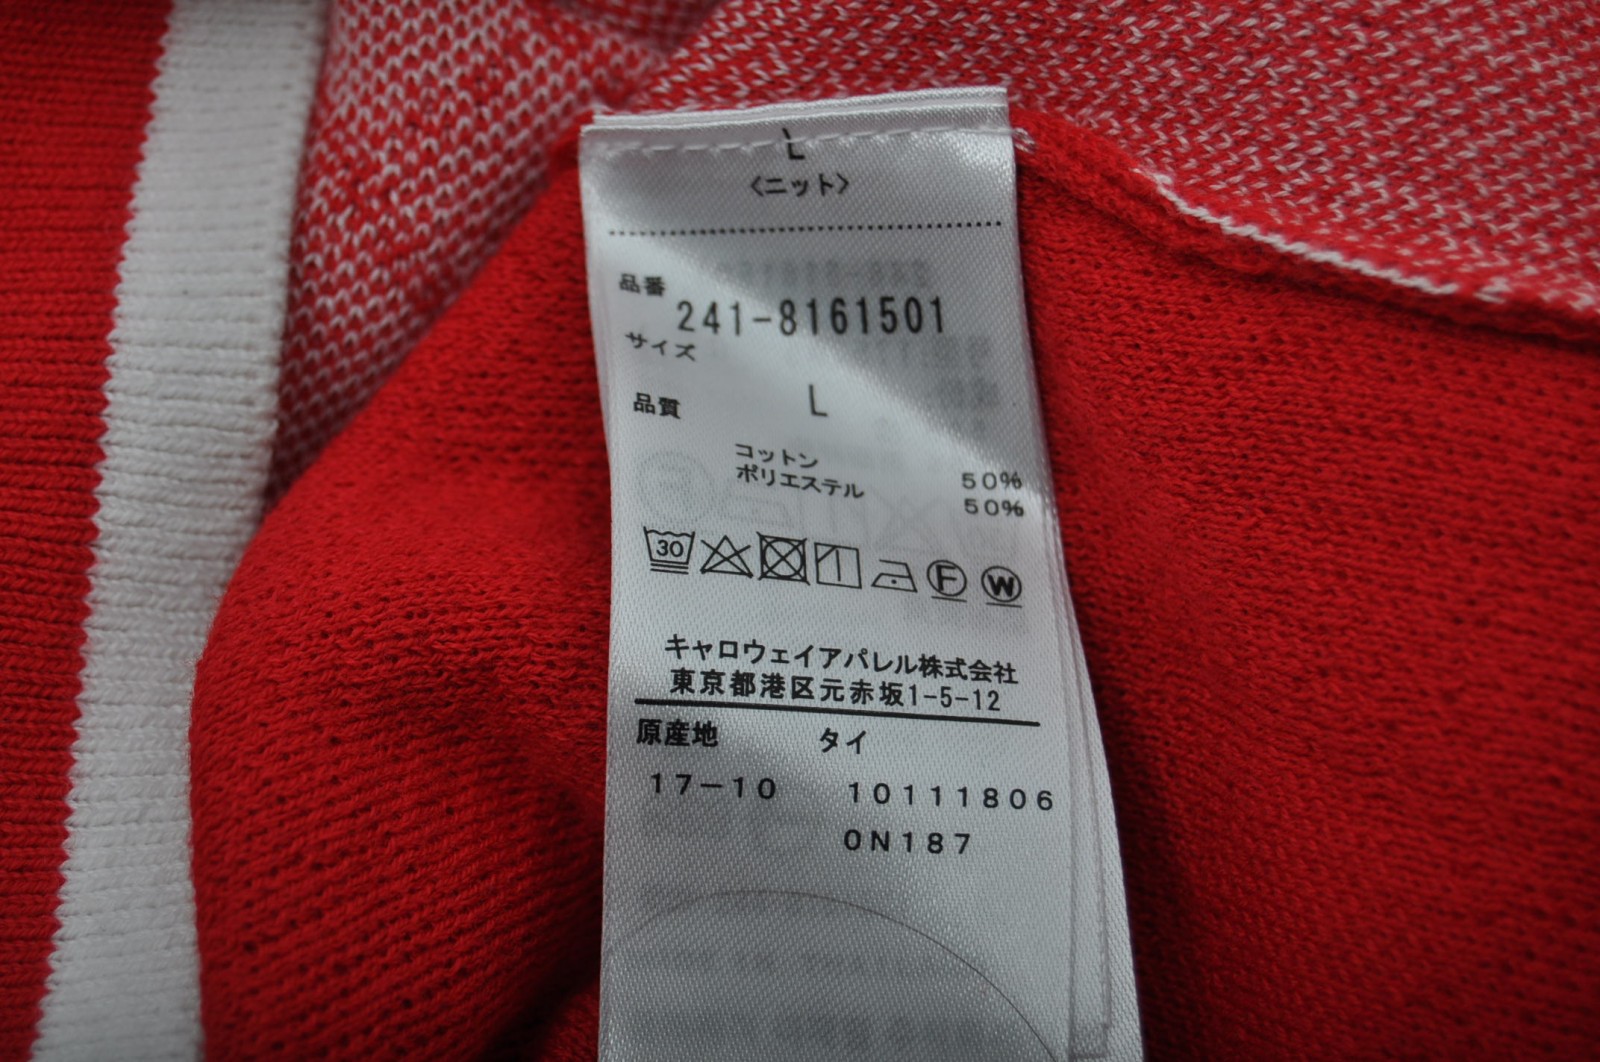 L
〈ニット〉
品番
241-8161501
サイズ
L
品質
コットン 50%
ポリエステル 50%
30
F W
キャロウェイアパレル株式会社
東京都港区元赤坂1-5-12
原産地 タイ
17-10 10111806
0N187